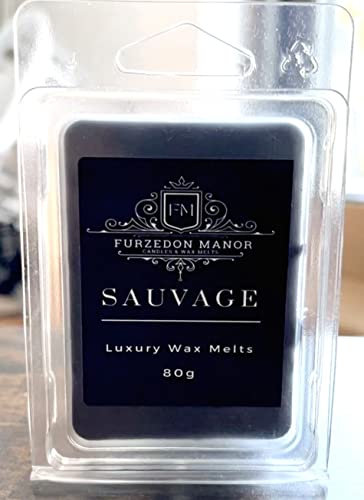 FM
FURZEDON MANOR
CANDLES & WAX MELTS
SAUVAGE
Luxury Wax Melts
80g